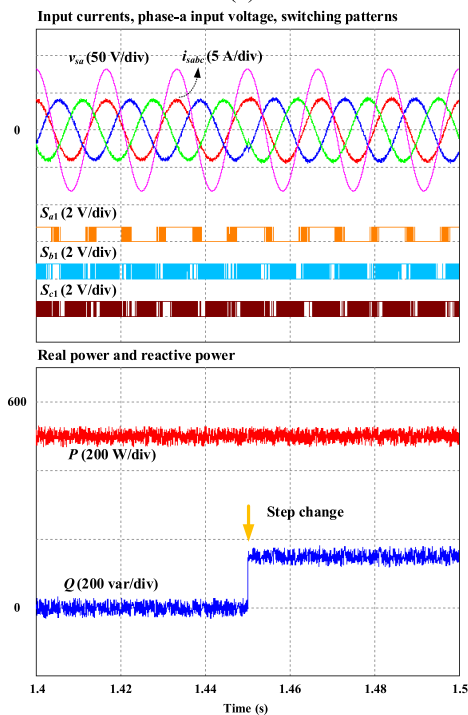 Input currents, phase-a input voltage, switching patterns
vsa (50 V/div)
isabc (5 A/div)
0
Sa1 (2 V/div)
Sb1 (2 V/div)
Sc1 (2 V/div)
Real power and reactive power
600
P (200 W/div)
Step change
Q (200 var/div)
0
1.4 1.42 1.44 1.46 1.48 1.5
Time (s)